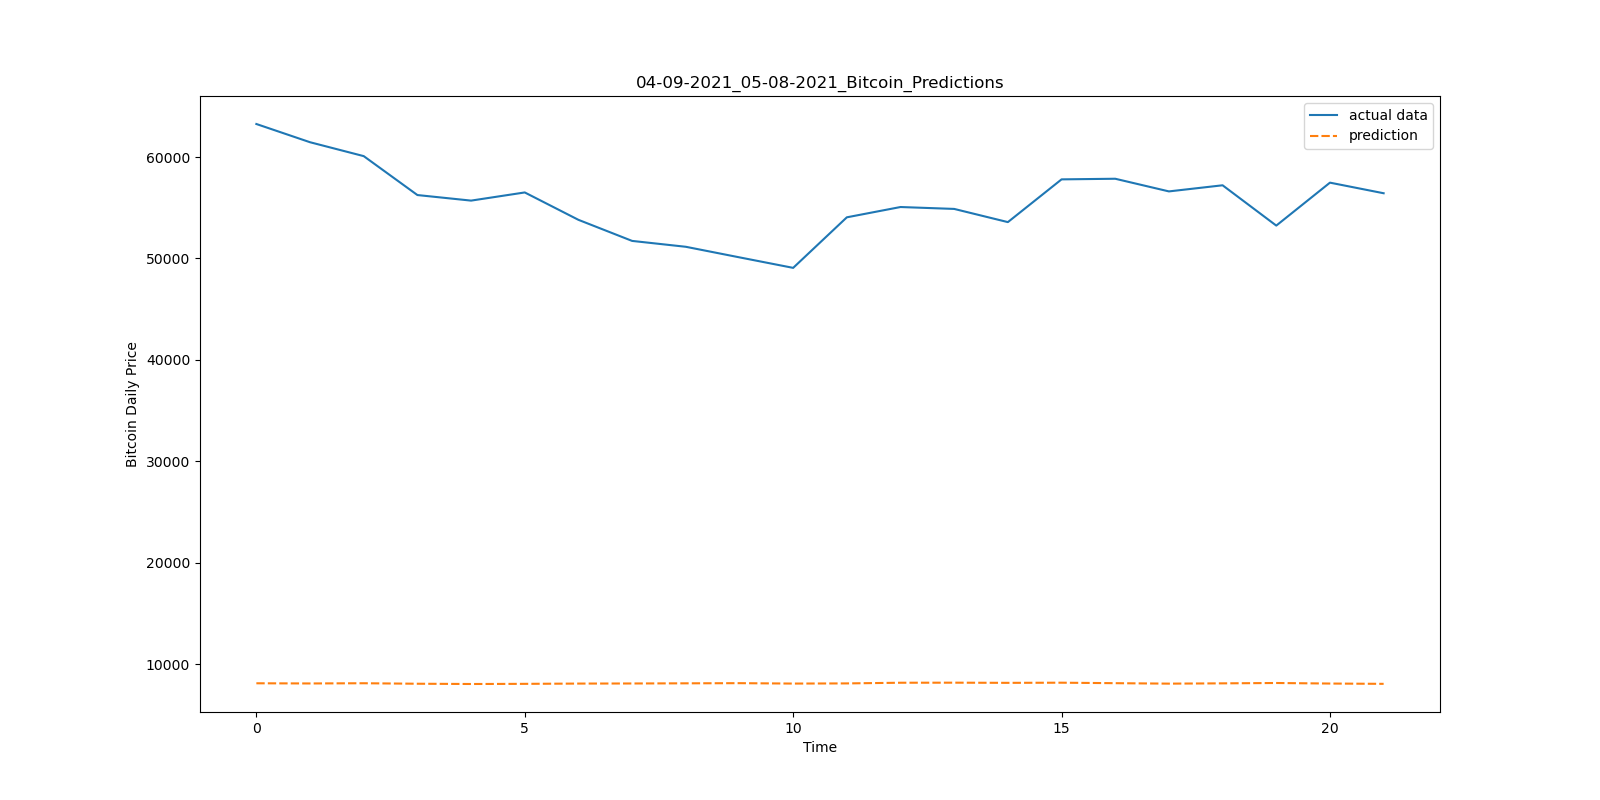 04-09-2021_05-08-2021_Bitcoin_Predictions
actual data
prediction
60000
50000
40000
30000
20000
10000
Bitcoin Daily Price
0 5 10 15 20
Time